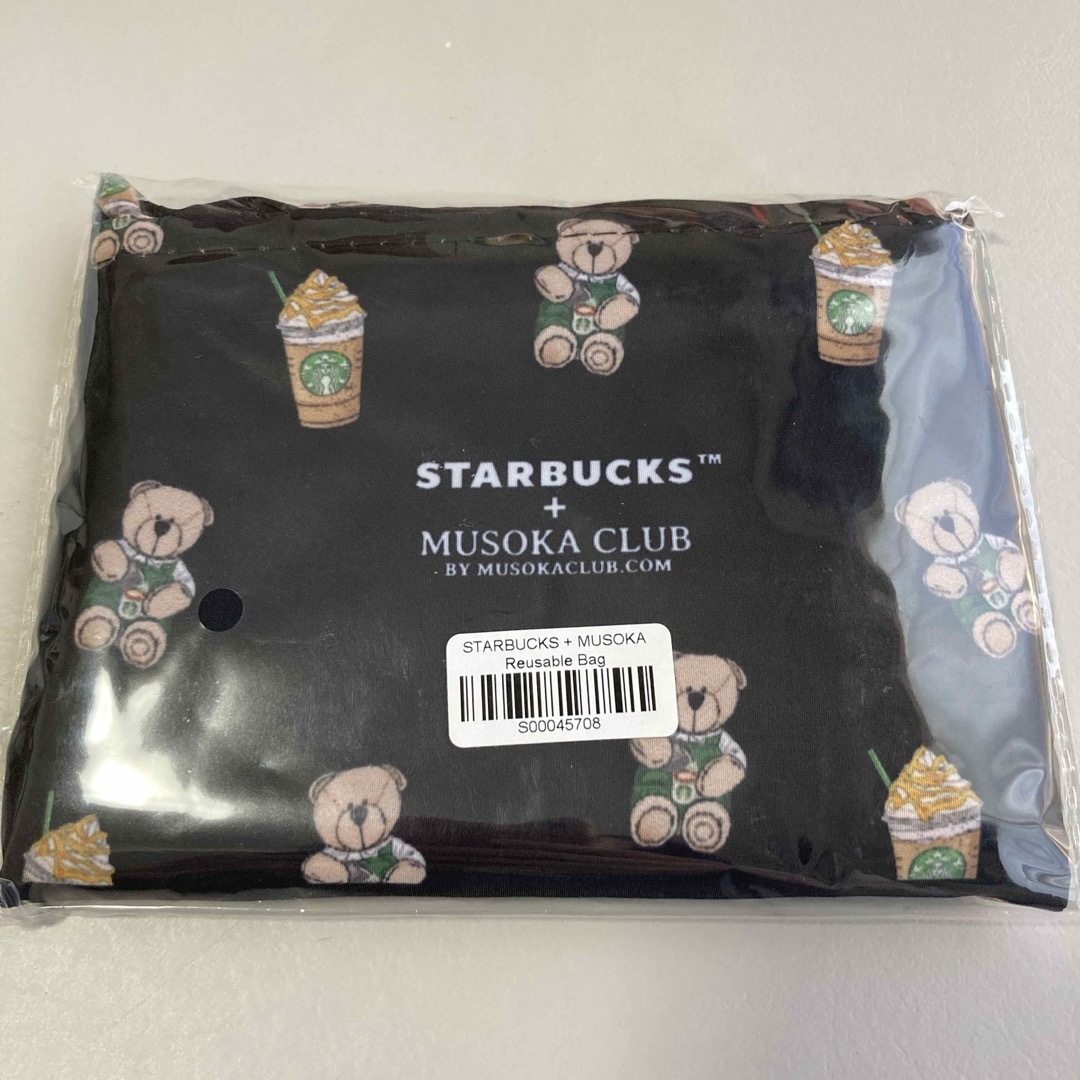 STARBUCKS™
+
MUSOKA CLUB
BY MUSOKACLUB.COM
STARBUCKS + MUSOKA
Reusable Bag
S00045708